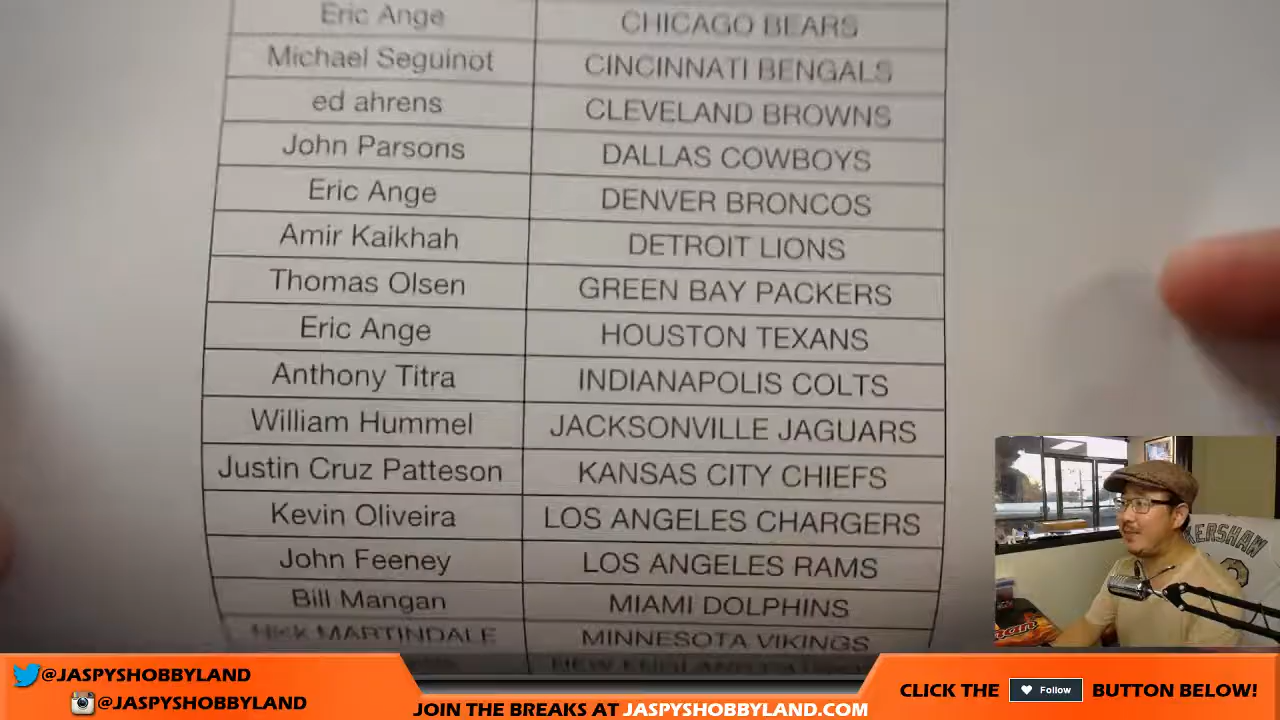 Eric Ange CHICAGO BEARS
Michael Seguinot CINCINNATI BENGALS
ed ahrens CLEVELAND BROWNS
John Parsons DALLAS COWBOYS
Eric Ange DENVER BRONCOS
Amir Kaikhah DETROIT LIONS
Thomas Olsen GREEN BAY PACKERS
Eric Ange HOUSTON TEXANS
Anthony Titra INDIANAPOLIS COLTS
William Hummel JACKSONVILLE JAGUARS
Justin Cruz Patteson KANSAS CITY CHIEFS
Kevin Oliveira LOS ANGELES CHARGERS
John Feeney LOS ANGELES RAMS
Bill Mangan MIAMI DOLPHINS
Nick MARTINDALE MINNESOTA VIKINGS
NEW ENGLAND
KERSHAW
@JASPYSHOBBYLAND
@JASPYSHOBBYLAND
JOIN THE BREAKS AT JASPYSHOBBYLAND.COM
CLICK THE Follow BUTTON BELOW!